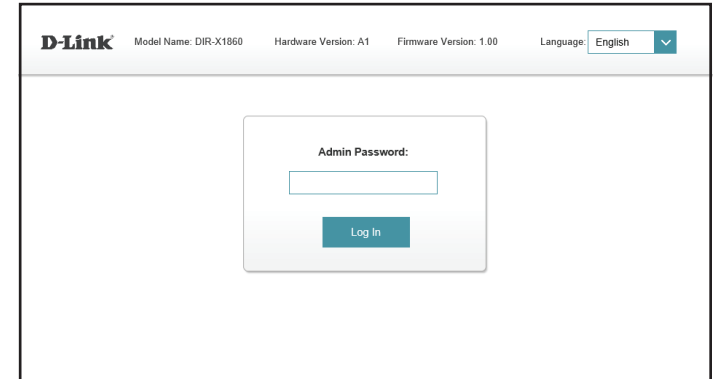 D-Link Model Name: DIR-X1860 Hardware Version: A1 Firmware Version: 1.00 Language: English
Admin Password:
Log In